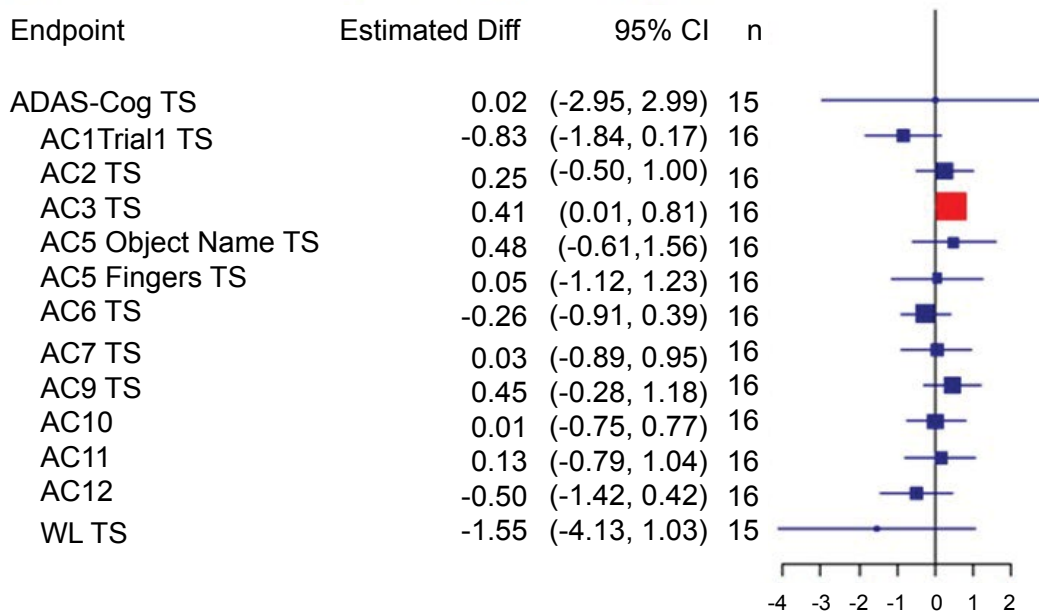 Endpoint Estimated Diff 95% CI n
ADAS-Cog TS 0.02 (-2.95, 2.99) 15
AC1Trial1 TS -0.83 (-1.84, 0.17) 16
AC2 TS 0.25 (-0.50, 1.00) 16
AC3 TS 0.41 (0.01, 0.81) 16
AC5 Object Name TS 0.48 (-0.61,1.56) 16
AC5 Fingers TS 0.05 (-1.12, 1.23) 16
AC6 TS -0.26 (-0.91, 0.39) 16
AC7 TS 0.03 (-0.89, 0.95) 16
AC9 TS 0.45 (-0.28, 1.18) 16
AC10 0.01 (-0.75, 0.77) 16
AC11 0.13 (-0.79, 1.04) 16
AC12 -0.50 (-1.42, 0.42) 16
WL TS -1.55 (-4.13, 1.03) 15
-4 -3 -2 -1 0 1 2